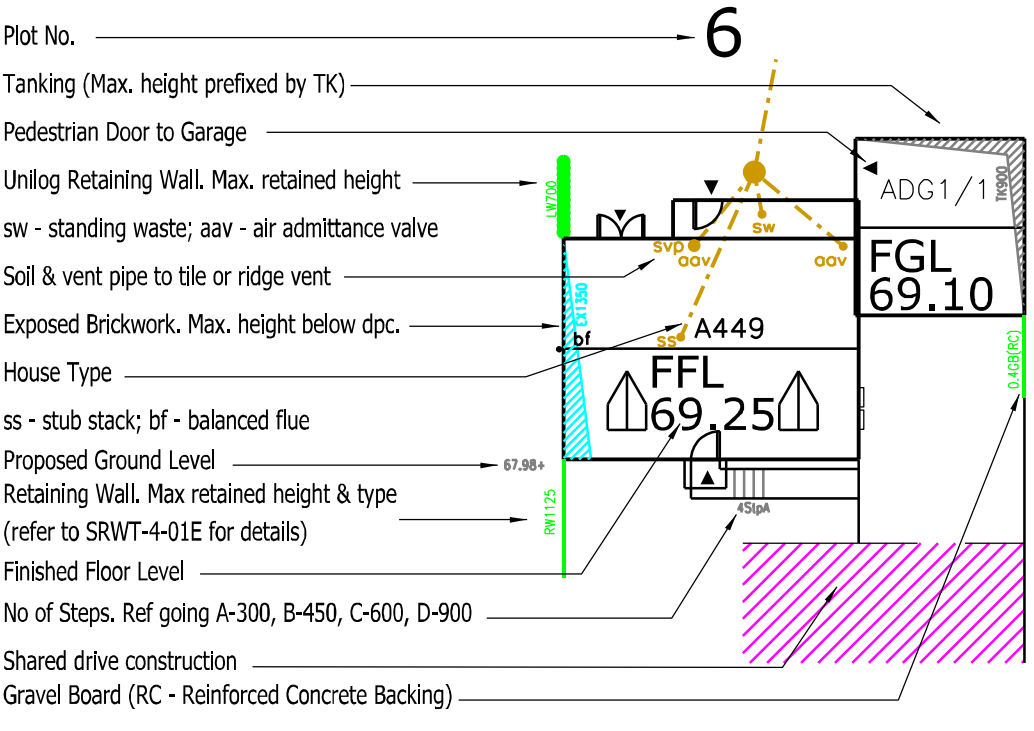 Plot No.
6
Tanking (Max. height prefixed by TK)
Pedestrian Door to Garage
Unilog Retaining Wall. Max. retained height
sw - standing waste; aav - air admittance valve
Soil & vent pipe to tile or ridge vent
Exposed Brickwork. Max. height below dpc.
House Type
ss - stub stack; bf - balanced flue
Proposed Ground Level
Retaining Wall. Max retained height & type
(refer to SRWT-4-01E for details)
Finished Floor Level
No of Steps. Ref going A-300, B-450, C-600, D-900
Shared drive construction
Gravel Board (RC - Reinforced Concrete Backing)
LW700
TK900
ADG1/1
sw
svp
aav
aav
FGL
69.10
EX1350
bf
ss
A449
0.4GB(RC)
FFL
69.25
67.98+
RW1125
4StpA